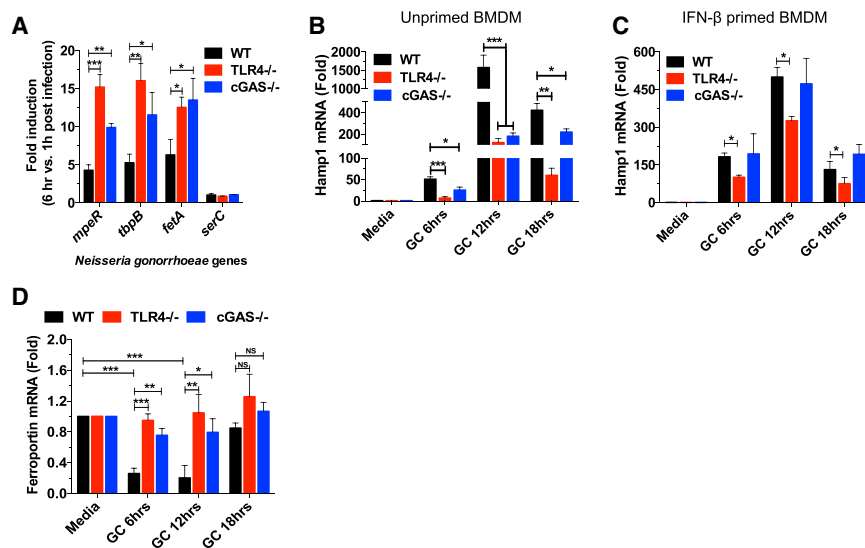 A
Fold induction
(6 hr vs. 1h post infection)
20
15
10
5
0
***
**
**
*
*
*
WT
TLR4-/-
cGAS-/-
mpeR
tbpB
fetA
serC
Neisseria gonorrhoeae genes
B
Unprimed BMDM
Hamp1 mRNA (Fold)
2000
1500
1000
400
200
100
50
0
WT
TLR4-/-
cGAS-/-
***
*
***
*
**
Media
GC 6hrs
GC 12hrs
GC 18hrs
C
IFN-β primed BMDM
Hamp1 mRNA (Fold)
600
450
300
150
0
WT
TLR4-/-
cGAS-/-
*
*
*
Media
GC 6hrs
GC 12hrs
GC 18hrs
D
WT
TLR4-/-
cGAS-/-
Ferroportin mRNA (Fold)
1.6
1.2
0.8
0.4
0.0
***
***
**
***
*
**
NS
NS
Media
GC 6hrs
GC 12hrs
GC 18hrs